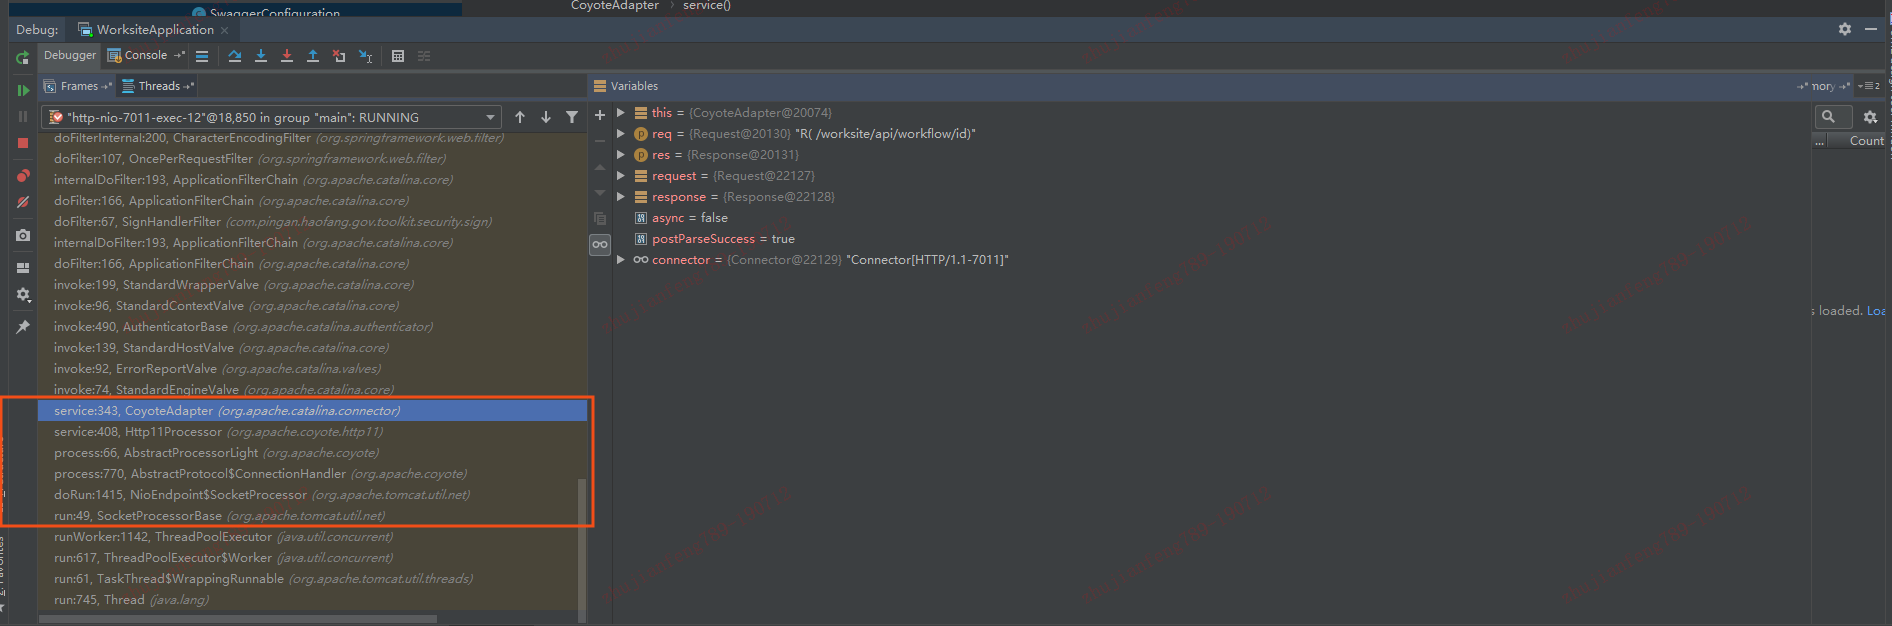 SwaggerConfiguration
CoyoteAdapter › service()
Debug: WorksiteApplication ×
Debugger Console
Frames Threads
Variables
mory
2
"http-nio-7011-exec-12"@18,850 in group "main": RUNNING
doFilterInternal:200, CharacterEncodingFilter (org.springframework.web.filter)
doFilter:107, OncePerRequestFilter (org.springframework.web.filter)
internalDoFilter:193, ApplicationFilterChain (org.apache.catalina.core)
doFilter:166, ApplicationFilterChain (org.apache.catalina.core)
doFilter:67, SignHandlerFilter (com.pingan.haofang.gov.toolkit.security.sign)
internalDoFilter:193, ApplicationFilterChain (org.apache.catalina.core)
doFilter:166, ApplicationFilterChain (org.apache.catalina.core)
invoke:199, StandardWrapperValve (org.apache.catalina.core)
invoke:96, StandardContextValve (org.apache.catalina.core)
invoke:490, AuthenticatorBase (org.apache.catalina.authenticator)
invoke:139, StandardHostValve (org.apache.catalina.core)
invoke:92, ErrorReportValve (org.apache.catalina.valves)
invoke:74, StandardEngineValve (org.apache.catalina.core)
service:343, CoyoteAdapter (org.apache.catalina.connector)
service:408, Http11Processor (org.apache.coyote.http11)
process:66, AbstractProcessorLight (org.apache.coyote)
process:770, AbstractProtocol$ConnectionHandler (org.apache.coyote)
doRun:1415, NioEndpoint$SocketProcessor (org.apache.tomcat.util.net)
run:49, SocketProcessorBase (org.apache.tomcat.util.net)
runWorker:1142, ThreadPoolExecutor (java.util.concurrent)
run:617, ThreadPoolExecutor$Worker (java.util.concurrent)
run:61, TaskThread$WrappingRunnable (org.apache.tomcat.util.threads)
run:745, Thread (java.lang)
this = {CoyoteAdapter@20074}
req = {Request@20130} "R( /worksite/api/workflow/id)"
res = {Response@20131}
request = {Request@22127}
response = {Response@22128}
async = false
postParseSuccess = true
connector = {Connector@22129} "Connector[HTTP/1.1-7011]"
... Count
s loaded. Loa